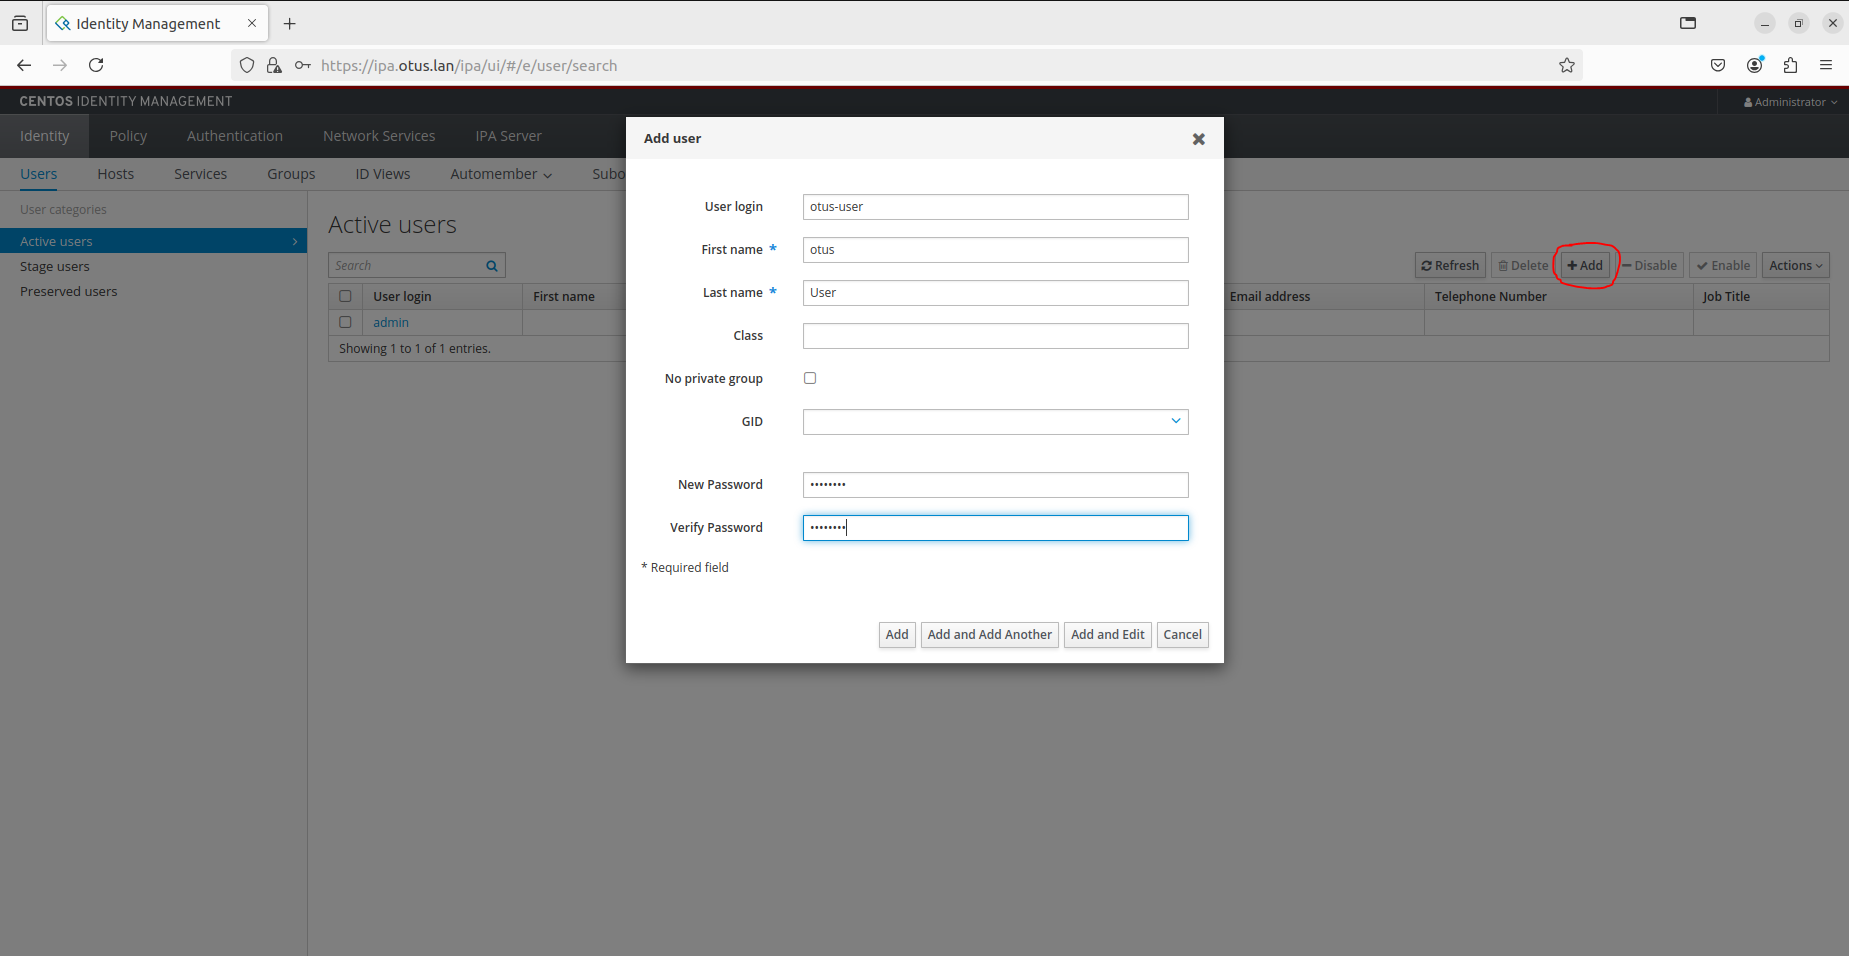 Identity Management
https://ipa.otus.lan/ipa/ui/#/e/user/search
CENTOS IDENTITY MANAGEMENT
Administrator
Identity Policy Authentication Network Services IPA Server
Users Hosts Services Groups ID Views Automember Subo
User categories
Active users
Stage users
Preserved users
Active users
Search
Refresh Delete Add Disable Enable Actions
User login First name Email address Telephone Number Job Title
admin
Showing 1 to 1 of 1 entries.
Add user
User login otus-user
First name * otus
Last name * User
Class
No private group
GID
New Password ••••••••
Verify Password ••••••••
* Required field
Add Add and Add Another Add and Edit Cancel